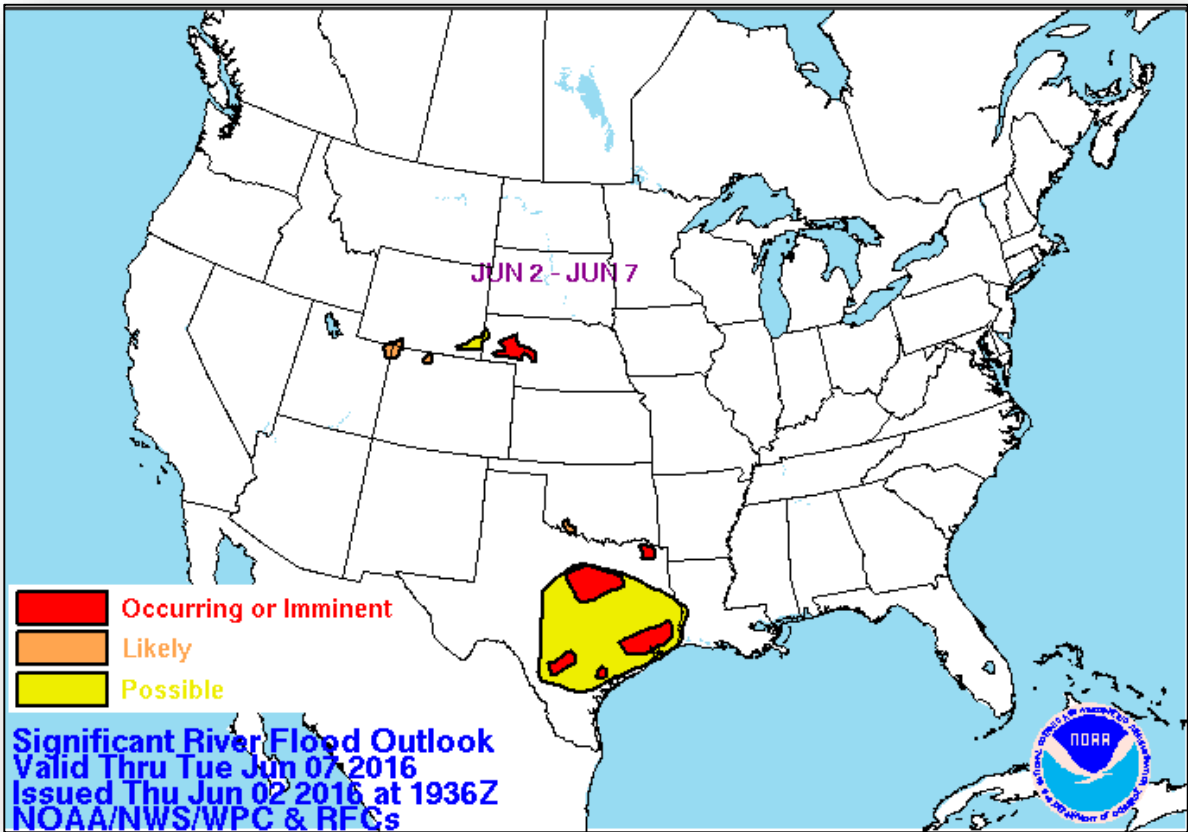 JUN 2 - JUN 7
Occurring or Imminent
Likely
Possible
Significant River Flood Outlook
Valid Thru Tue Jun 07 2016
Issued Thu Jun 02 2016 at 1936Z
NOAA/NWS/WPC & RFCs
NOAA